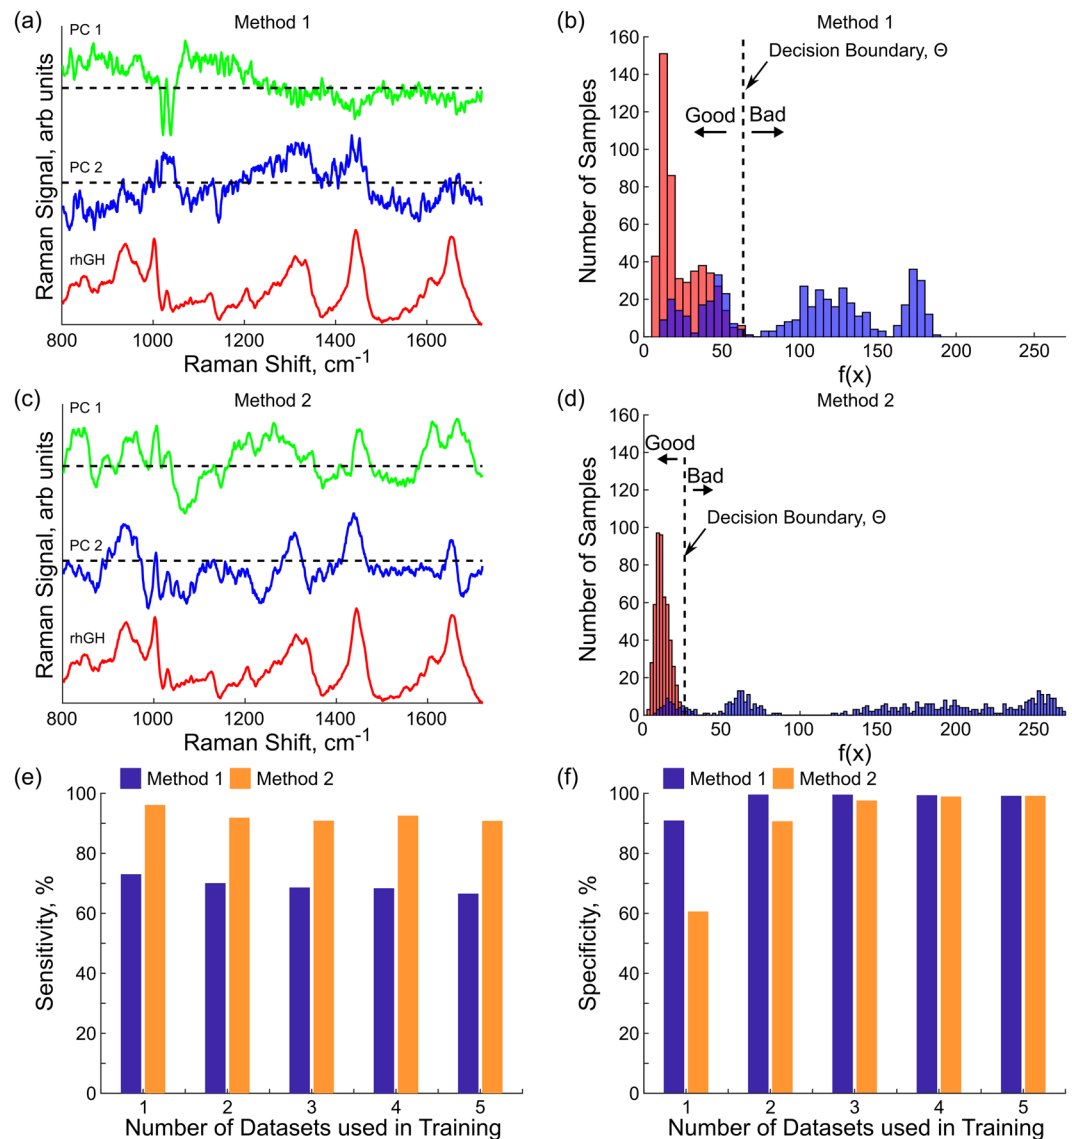 (a)
Method 1
PC 1
PC 2
rhGH
Raman Signal, arb units
800
1000
1200
1400
1600
Raman Shift, cm-1
(b)
Method 1
Decision Boundary, Θ
Good
Bad
Number of Samples
160
140
120
100
80
60
40
20
0
0
50
100
150
200
250
f(x)
(c)
Method 2
PC 1
PC 2
rhGH
Raman Signal, arb units
800
1000
1200
1400
1600
Raman Shift, cm-1
(d)
Method 2
Good
Bad
Decision Boundary, Θ
Number of Samples
160
140
120
100
80
60
40
20
0
0
50
100
150
200
250
f(x)
(e)
Method 1
Method 2
Sensitivity, %
100
80
60
40
20
0
1
2
3
4
5
Number of Datasets used in Training
(f)
Method 1
Method 2
Specificity, %
100
80
60
40
20
0
1
2
3
4
5
Number of Datasets used in Training